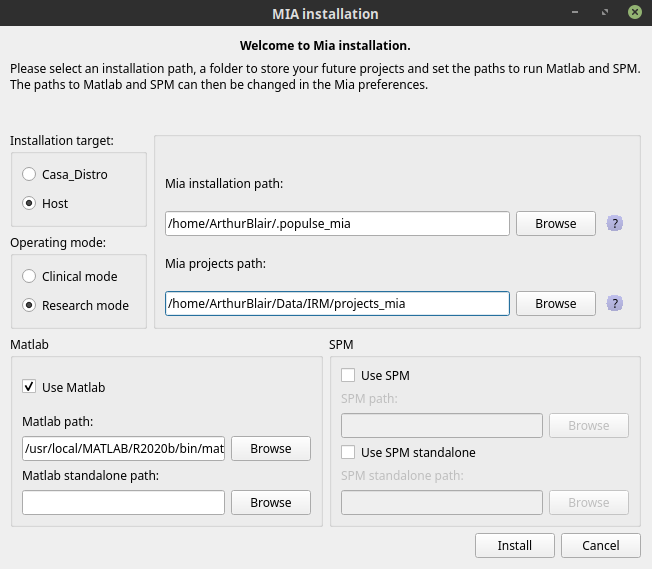 MIA installation
Welcome to Mia installation.
Please select an installation path, a folder to store your future projects and set the paths to run Matlab and SPM.
The paths to Matlab and SPM can then be changed in the Mia preferences.
Installation target:
Casa_Distro
Host
Mia installation path:
/home/ArthurBlair/.populse_mia Browse ?
Operating mode:
Clinical mode
Research mode
Mia projects path:
/home/ArthurBlair/Data/IRM/projects_mia Browse ?
Matlab
Use Matlab
Matlab path:
/usr/local/MATLAB/R2020b/bin/mat Browse
Matlab standalone path:
Browse
SPM
Use SPM
SPM path:
Browse
Use SPM standalone
SPM standalone path:
Browse
Install Cancel